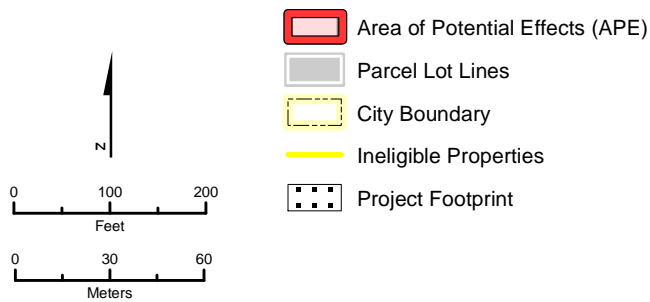 Area of Potential Effects (APE)
Parcel Lot Lines
City Boundary
Ineligible Properties
Project Footprint
N
0 100 200
Feet
0 30 60
Meters